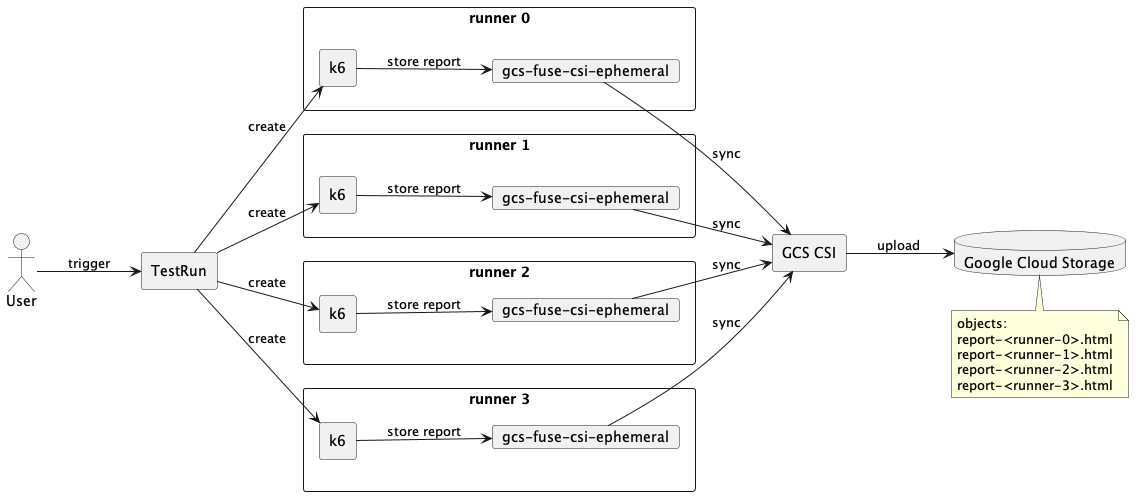 runner 0
k6
store report
gcs-fuse-csi-ephemeral
create
sync
runner 1
k6
store report
gcs-fuse-csi-ephemeral
create
sync
User
trigger
TestRun
GCS CSI
upload
Google Cloud Storage
runner 2
k6
store report
gcs-fuse-csi-ephemeral
create
sync
runner 3
k6
store report
gcs-fuse-csi-ephemeral
create
sync
objects:
report-<runner-0>.html
report-<runner-1>.html
report-<runner-2>.html
report-<runner-3>.html